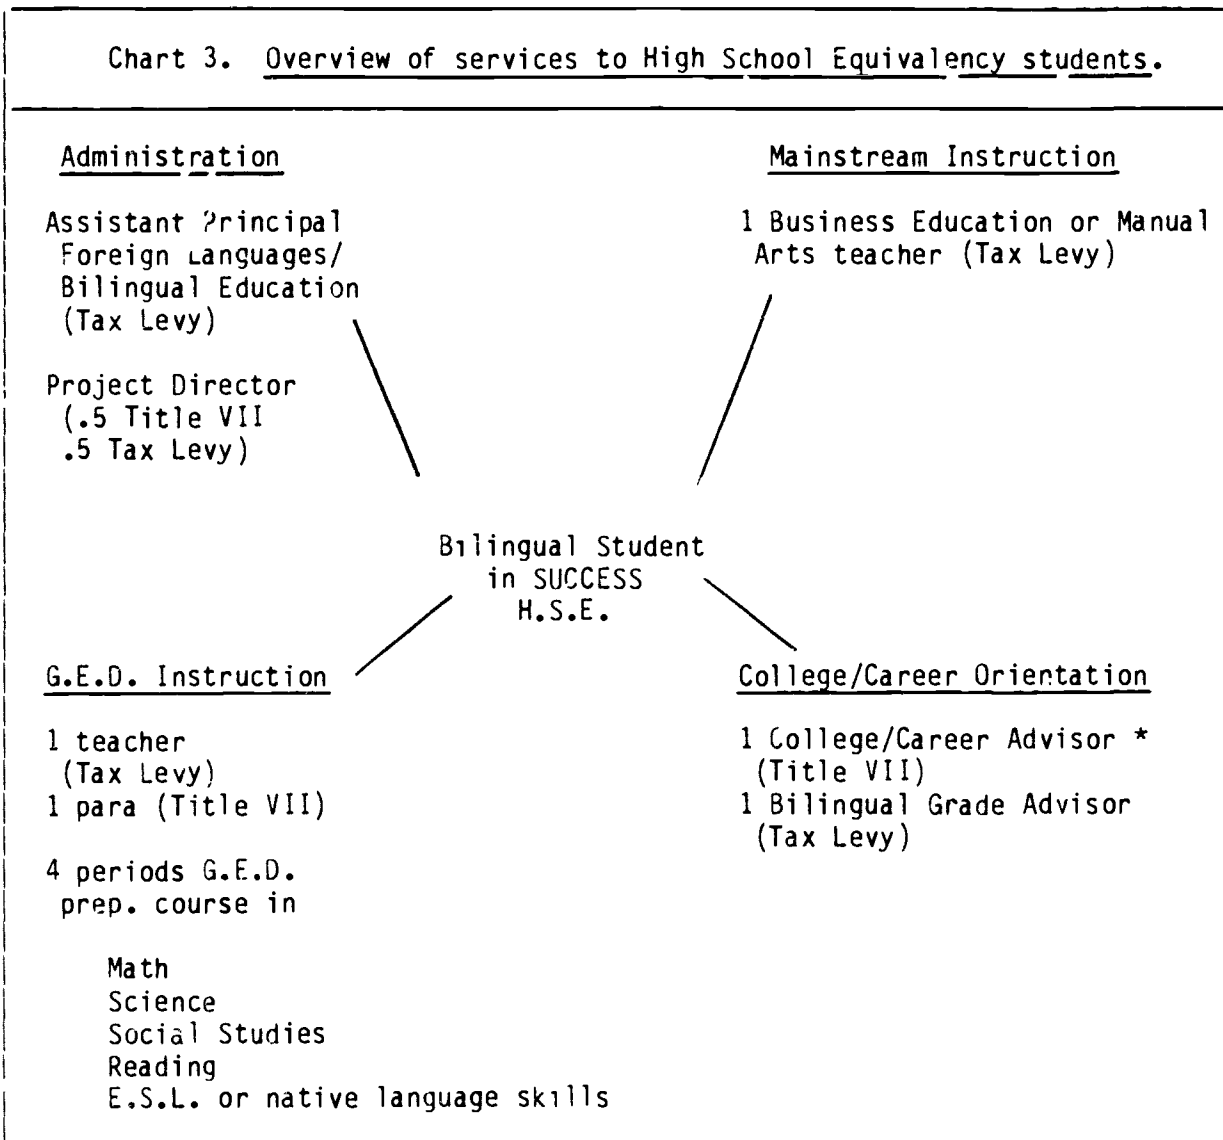 Chart 3. Overview of services to High School Equivalency students.
Administration
Assistant Principal
Foreign Languages/
Bilingual Education
(Tax Levy)
Project Director
(.5 Title VII
.5 Tax Levy)
Mainstream Instruction
1 Business Education or Manual
Arts teacher (Tax Levy)
Bilingual Student
in SUCCESS
H.S.E.
G.E.D. Instruction
1 teacher
(Tax Levy)
1 para (Title VII)
4 periods G.E.D.
prep. course in
Math
Science
Social Studies
Reading
E.S.L. or native language skills
College/Career Orientation
1 College/Career Advisor *
(Title VII)
1 Bilingual Grade Advisor
(Tax Levy)